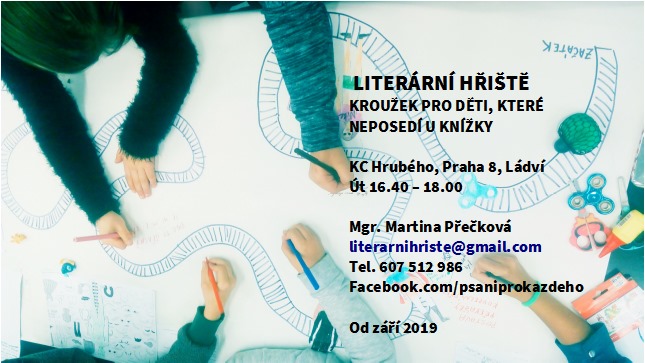 ZAČÁTEK
LITERÁRNÍ HŘIŠTĚ
KROUŽEK PRO DĚTI, KTERÉ
NEPOSEDÍ U KNÍŽKY
KC Hrubého, Praha 8, Ládví
Út 16.40 – 18.00
Mgr. Martina Přečková
literarnihriste@gmail.com
Tel. 607 512 986
Facebook.com/psaniprokazdeho
Od září 2019